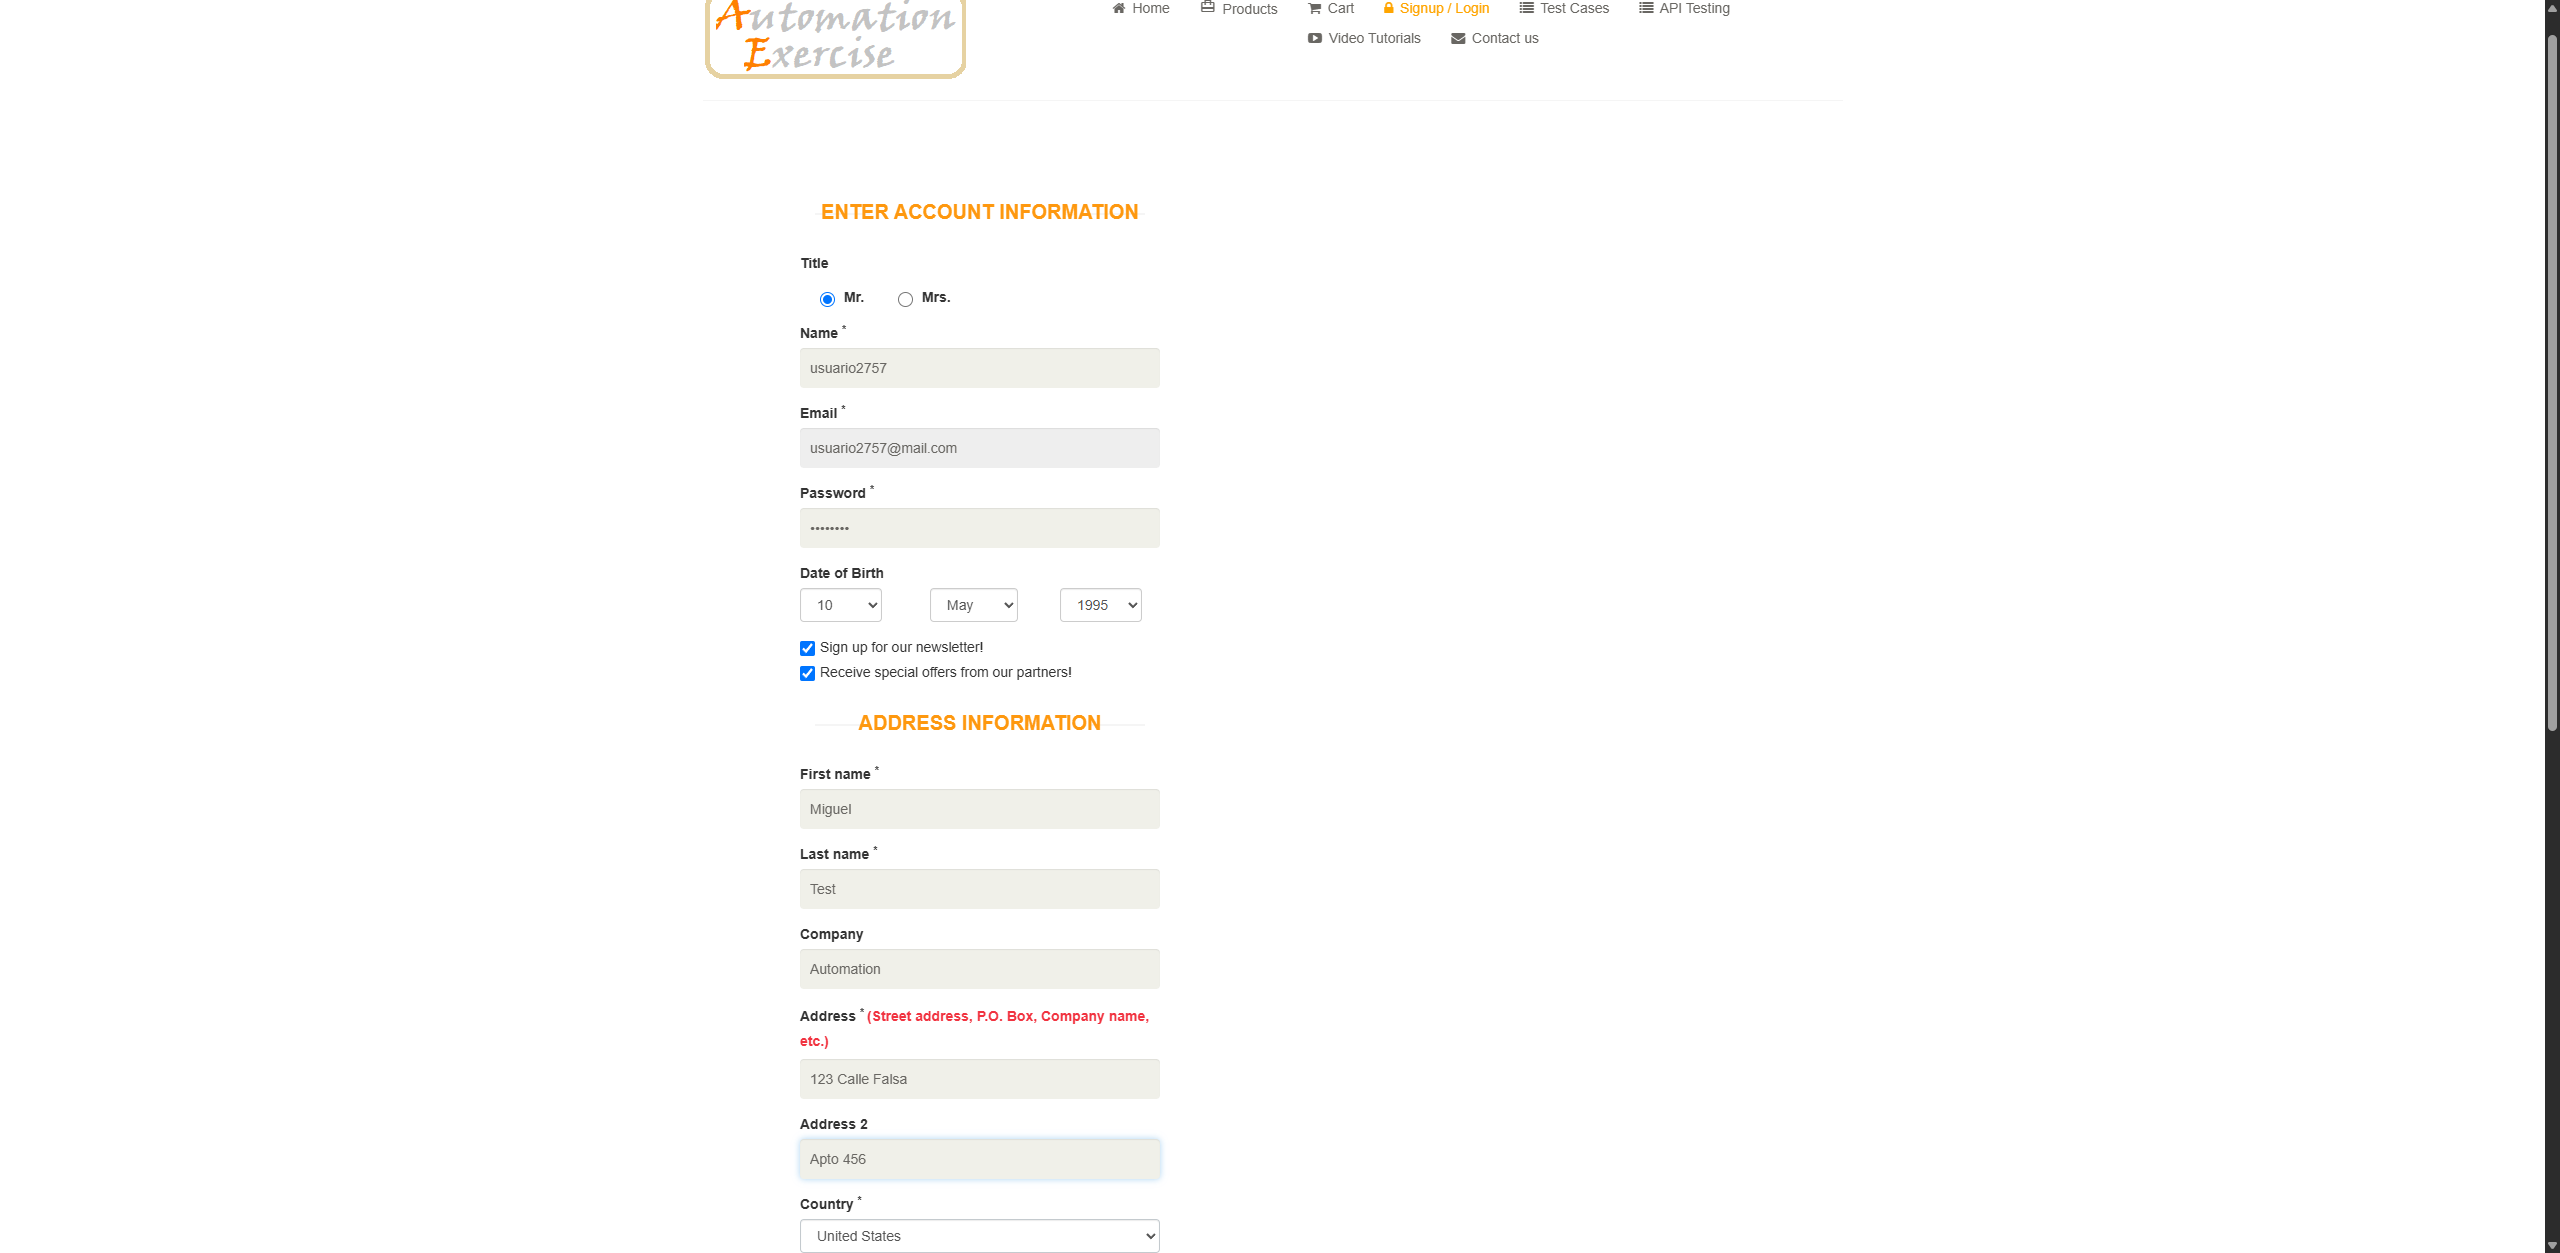 Automation
Exercise
Home
Products
Cart
Signup / Login
Test Cases
API Testing
Video Tutorials
Contact us
ENTER ACCOUNT INFORMATION
Title
Mr.
Mrs.
Name *
usuario2757
Email *
usuario2757@mail.com
Password *
••••••••
Date of Birth
10
May
1995
Sign up for our newsletter!
Receive special offers from our partners!
ADDRESS INFORMATION
First name *
Miguel
Last name *
Test
Company
Automation
Address * (Street address, P.O. Box, Company name,
etc.)
123 Calle Falsa
Address 2
Apto 456
Country *
United States